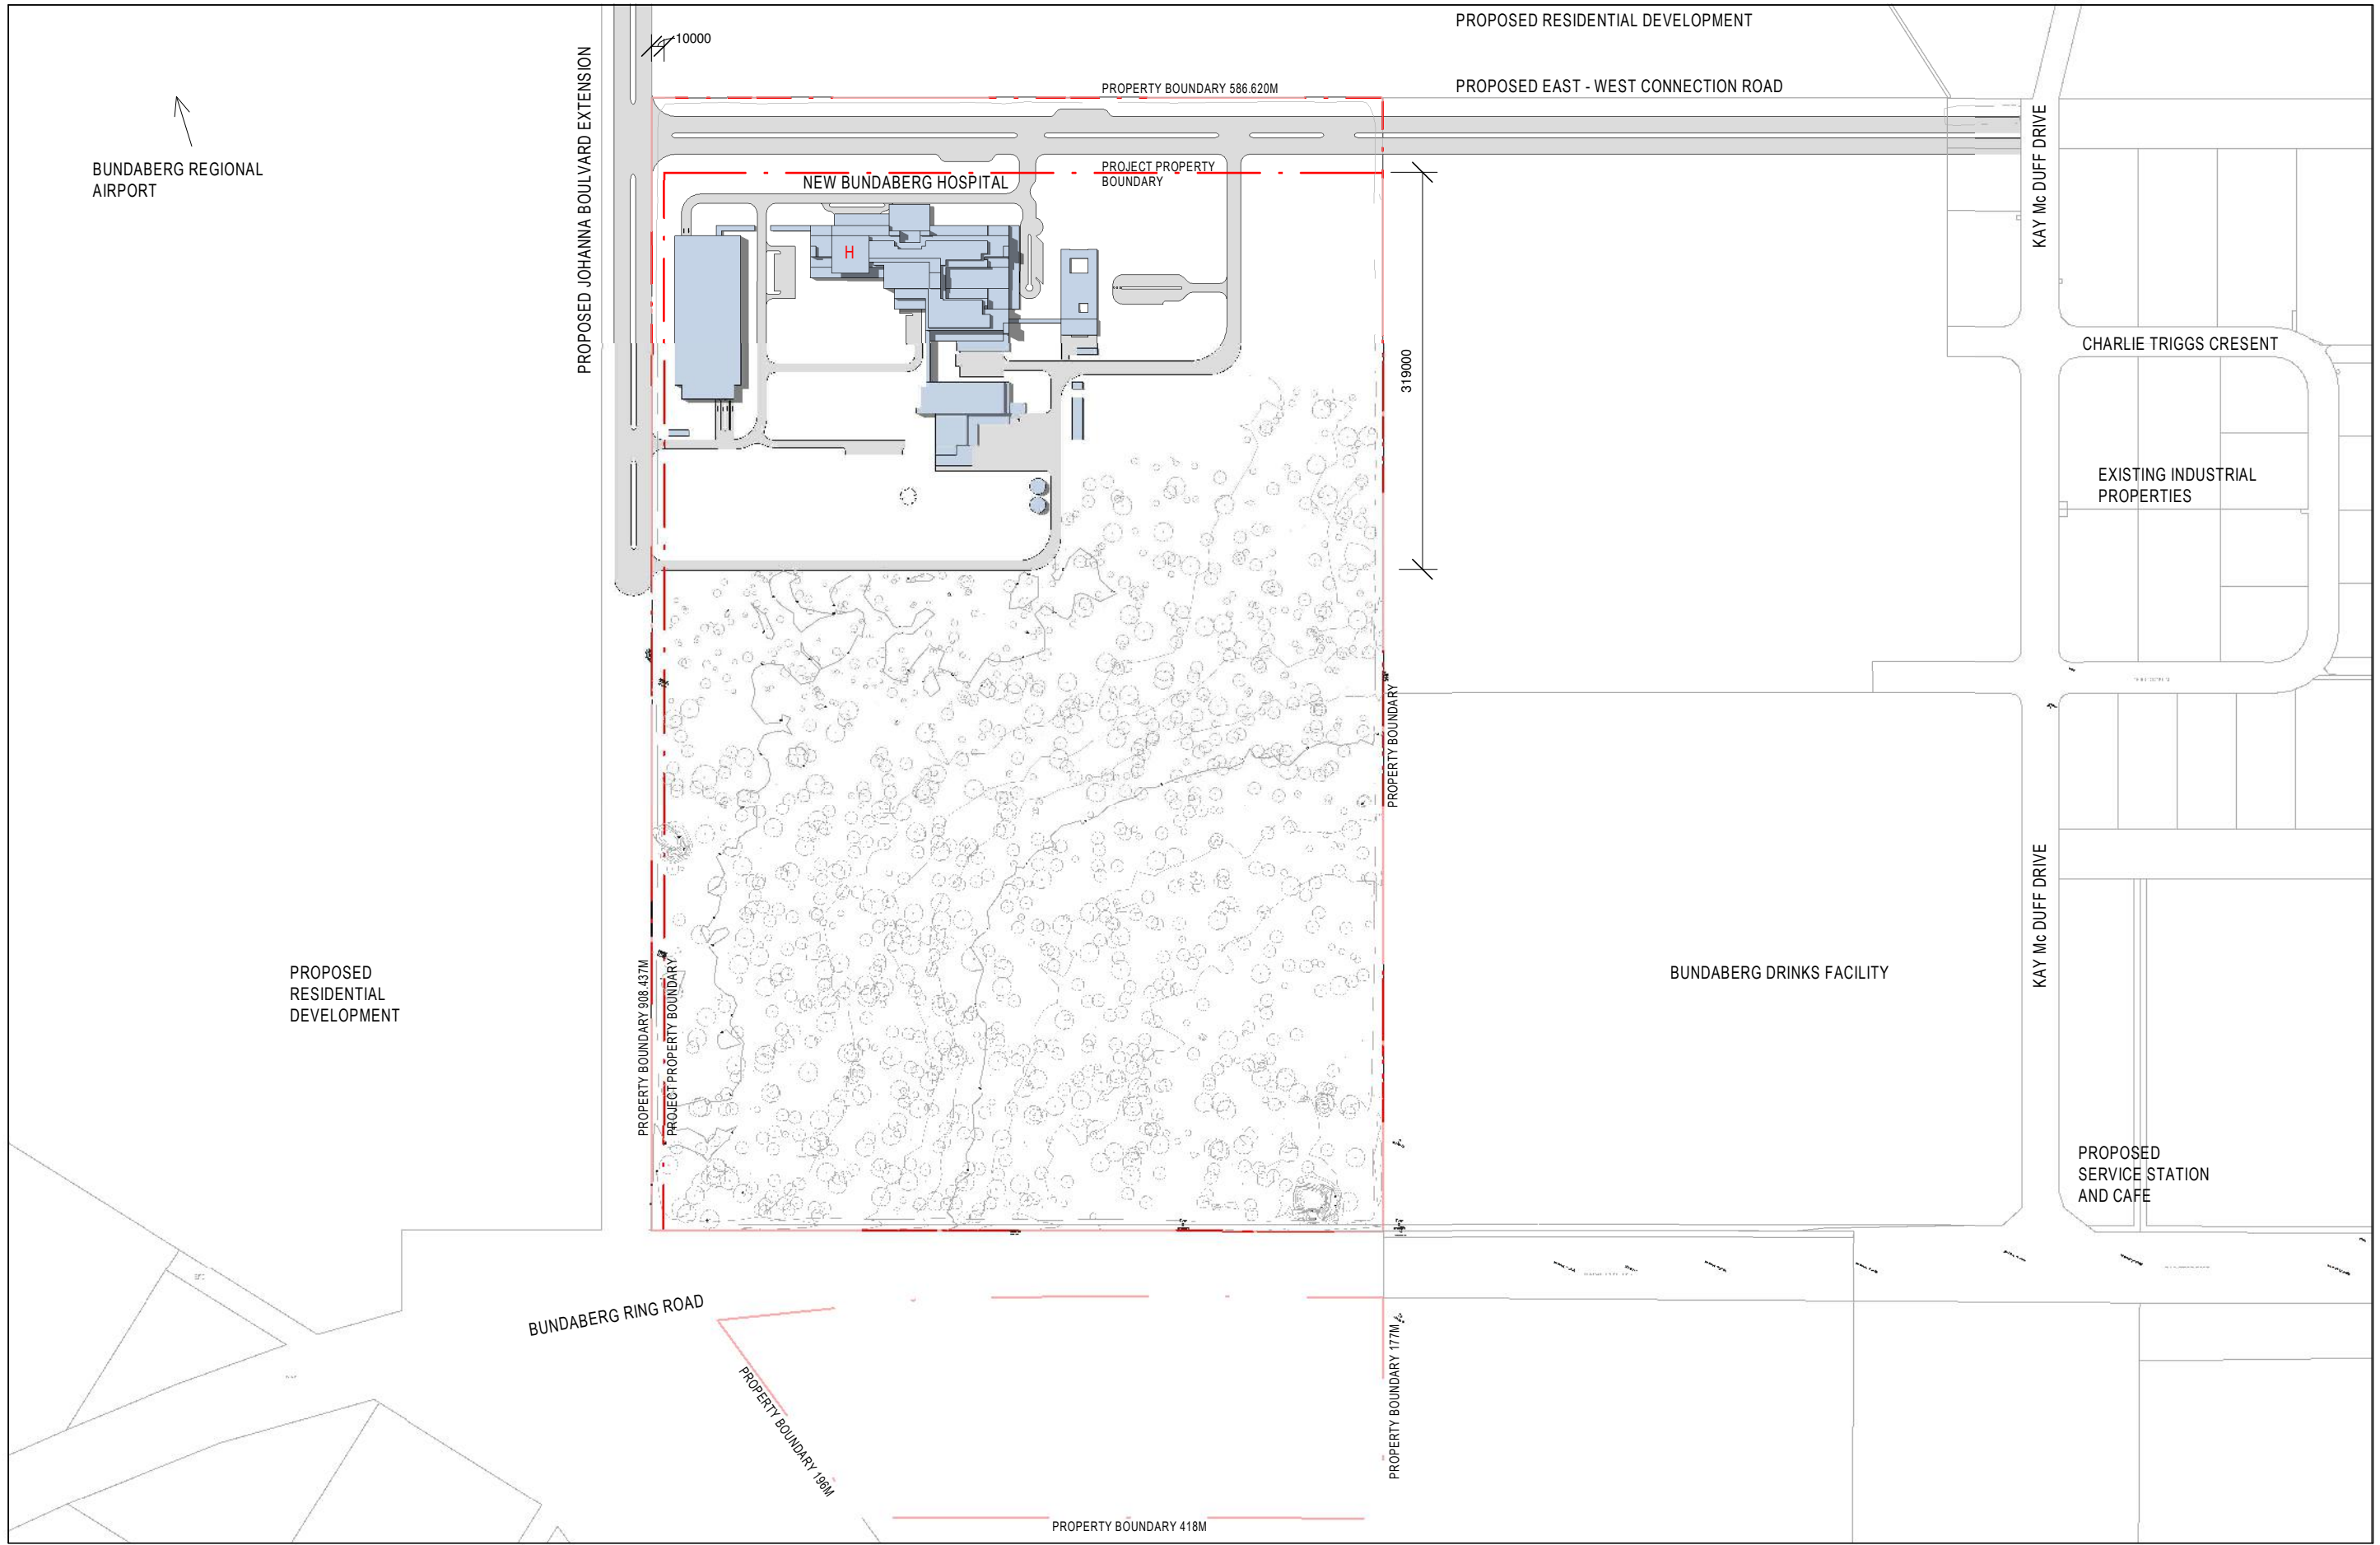 PROPOSED RESIDENTIAL DEVELOPMENT
10000
PROPERTY BOUNDARY 586.620M
PROPOSED EAST - WEST CONNECTION ROAD
PROPOSED JOHANNA BOULVARD EXTENSION
KAY Mc DUFF DRIVE
BUNDABERG REGIONAL
AIRPORT
PROJECT PROPERTY
BOUNDARY
NEW BUNDABERG HOSPITAL
H
319000
CHARLIE TRIGGS CRESENT
EXISTING INDUSTRIAL
PROPERTIES
PROPERTY BOUNDARY
PROPERTY BOUNDARY 908.437M
PROJECT PROPERTY BOUNDARY
PROPOSED
RESIDENTIAL
DEVELOPMENT
BUNDABERG DRINKS FACILITY
KAY Mc DUFF DRIVE
PROPOSED
SERVICE STATION
AND CAFE
BUNDABERG RING ROAD
PROPERTY BOUNDARY 196M
PROPERTY BOUNDARY 177M
PROPERTY BOUNDARY 418M